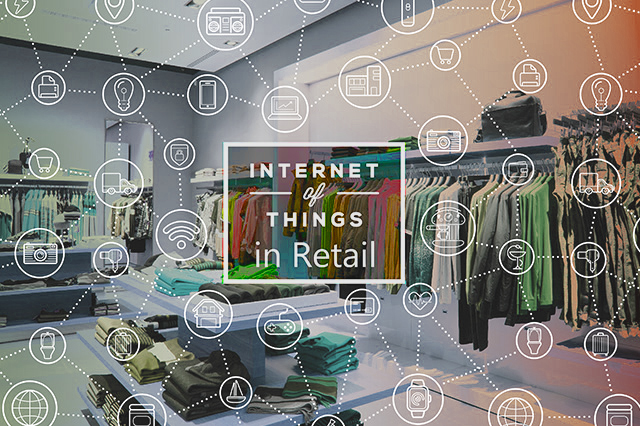 INTERNET
of
THINGS
in Retail